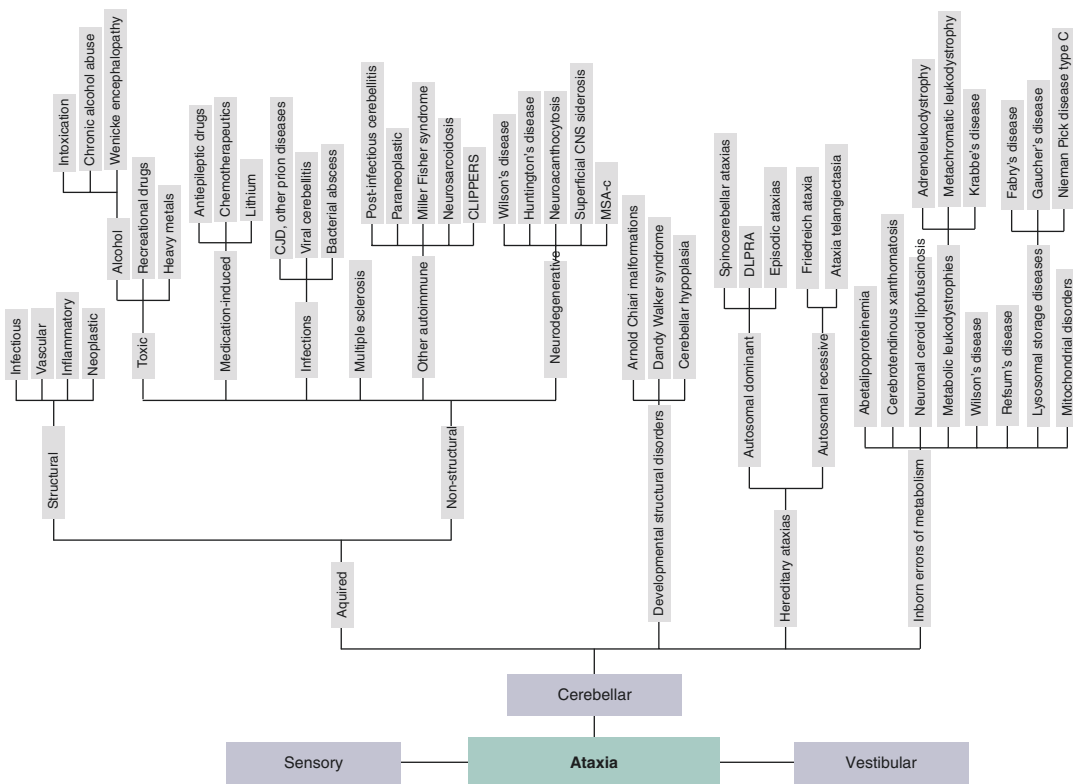 Intoxication
Chronic alcohol abuse
Wenicke encephalopathy
Alcohol
Recreational drugs
Heavy metals
Antiepileptic drugs
Chemotherapeutics
Lithium
CJD, other prion diseases
Viral cerebellitis
Bacterial abscess
Post-infectious cerebellitis
Paraneoplastic
Miller Fisher syndrome
Neurosarcoidosis
CLIPPERS
Wilson's disease
Huntington's disease
Neuroacanthocytosis
Superficial CNS siderosis
MSA-c
Infectious
Vascular
Inflammatory
Neoplastic
Toxic
Medication-induced
Infections
Multiple sclerosis
Other autoimmune
Neurodegenerative
Arnold Chiari malformations
Dandy Walker syndrome
Cerebellar hypoplasia
Spinocerebellar ataxias
DLPRA
Episodic ataxias
Friedreich ataxia
Ataxia telangiectasia
Adrenoleukodystrophy
Metachromatic leukodystrophy
Krabbe's disease
Fabry's disease
Gaucher's disease
Nieman Pick disease type C
Abetalipoproteinemia
Cerebrotendinous xanthomatosis
Neuronal ceroid lipofuscinosis
Metabolic leukodystrophies
Wilson's disease
Refsum's disease
Lysosomal storage diseases
Mitochondrial disorders
Structural
Non-structural
Autosomal dominant
Autosomal recessive
Aquired
Developmental structural disorders
Hereditary ataxias
Inborn errors of metabolism
Cerebellar
Sensory
Ataxia
Vestibular